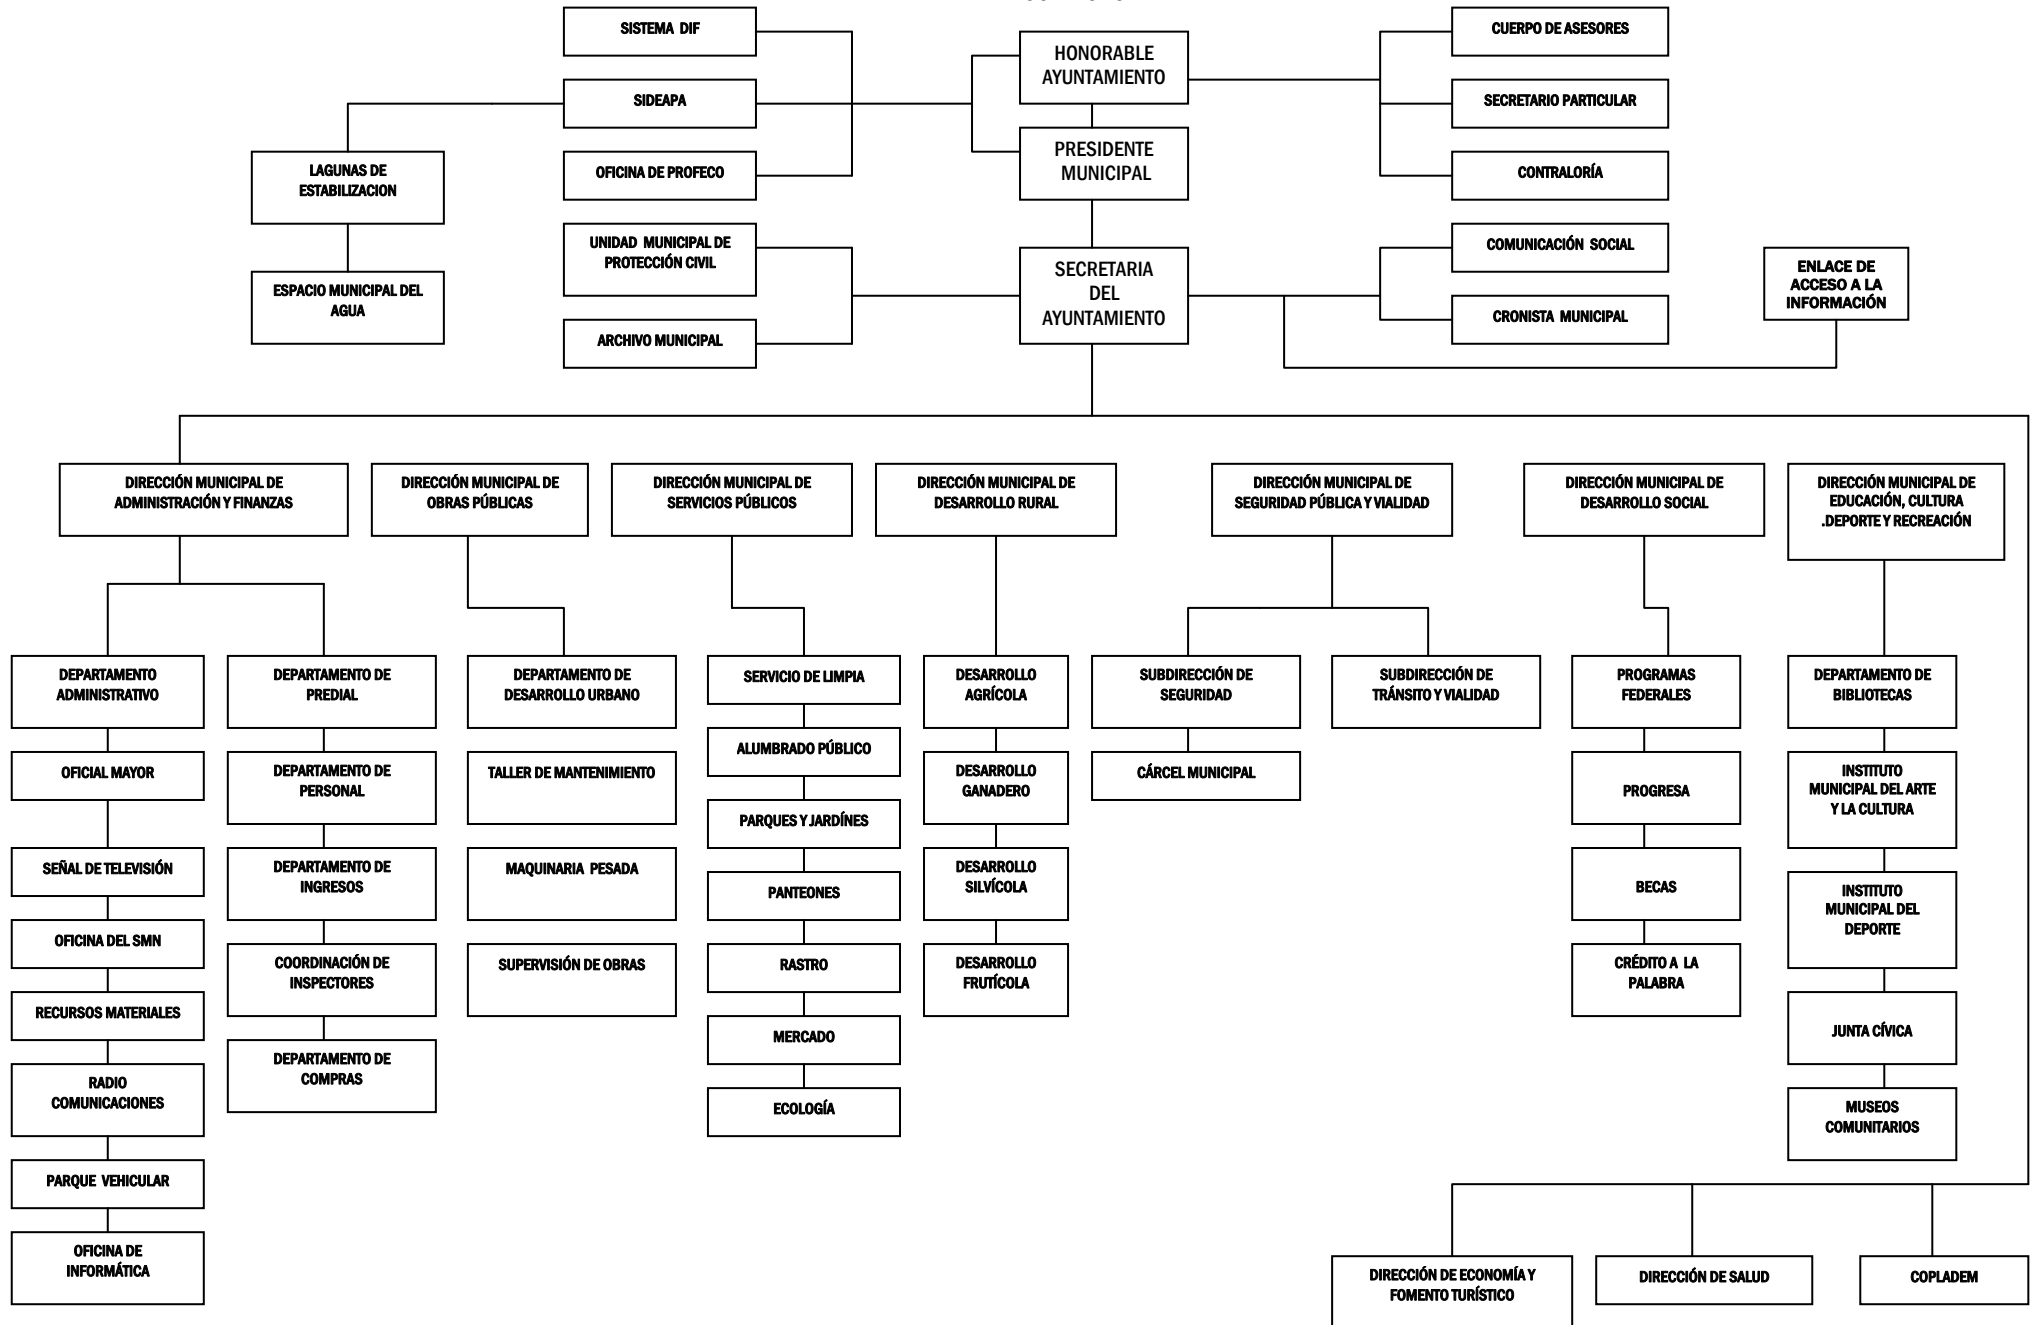 SISTEMA DIF
HONORABLE
AYUNTAMIENTO
CUERPO DE ASESORES
SIDEAPA
SECRETARIO PARTICULAR
LAGUNAS DE
ESTABILIZACION
OFICINA DE PROFECO
PRESIDENTE
MUNICIPAL
CONTRALORÍA
UNIDAD MUNICIPAL DE
PROTECCIÓN CIVIL
COMUNICACIÓN SOCIAL
ESPACIO MUNICIPAL DEL
AGUA
SECRETARIA
DEL
AYUNTAMIENTO
ENLACE DE
ACCESO A LA
INFORMACIÓN
ARCHIVO MUNICIPAL
CRONISTA MUNICIPAL
DIRECCIÓN MUNICIPAL DE
ADMINISTRACIÓN Y FINANZAS
DIRECCIÓN MUNICIPAL DE
OBRAS PÚBLICAS
DIRECCIÓN MUNICIPAL DE
SERVICIOS PÚBLICOS
DIRECCIÓN MUNICIPAL DE
DESARROLLO RURAL
DIRECCIÓN MUNICIPAL DE
SEGURIDAD PÚBLICA Y VIALIDAD
DIRECCIÓN MUNICIPAL DE
DESARROLLO SOCIAL
DIRECCIÓN MUNICIPAL DE
EDUCACIÓN, CULTURA
.DEPORTE Y RECREACIÓN
DEPARTAMENTO
ADMINISTRATIVO
OFICIAL MAYOR
SEÑAL DE TELEVISIÓN
OFICINA DEL SMN
RECURSOS MATERIALES
RADIO
COMUNICACIONES
PARQUE VEHICULAR
OFICINA DE
INFORMÁTICA
DEPARTAMENTO DE
PREDIAL
DEPARTAMENTO DE
PERSONAL
DEPARTAMENTO DE
INGRESOS
COORDINACIÓN DE
INSPECTORES
DEPARTAMENTO DE
COMPRAS
DEPARTAMENTO DE
DESARROLLO URBANO
TALLER DE MANTENIMIENTO
MAQUINARIA PESADA
SUPERVISIÓN DE OBRAS
SERVICIO DE LIMPIA
ALUMBRADO PÚBLICO
PARQUES Y JARDÍNES
PANTEONES
RASTRO
MERCADO
ECOLOGÍA
DESARROLLO
AGRÍCOLA
DESARROLLO
GANADERO
DESARROLLO
SILVÍCOLA
DESARROLLO
FRUTÍCOLA
SUBDIRECCIÓN DE
SEGURIDAD
CÁRCEL MUNICIPAL
SUBDIRECCIÓN DE
TRÁNSITO Y VIALIDAD
PROGRAMAS
FEDERALES
PROGRESA
BECAS
CRÉDITO A LA
PALABRA
DEPARTAMENTO DE
BIBLIOTECAS
INSTITUTO
MUNICIPAL DEL ARTE
Y LA CULTURA
INSTITUTO
MUNICIPAL DEL
DEPORTE
JUNTA CÍVICA
MUSEOS
COMUNITARIOS
DIRECCIÓN DE ECONOMÍA Y
FOMENTO TURÍSTICO
DIRECCIÓN DE SALUD
COPLADEM